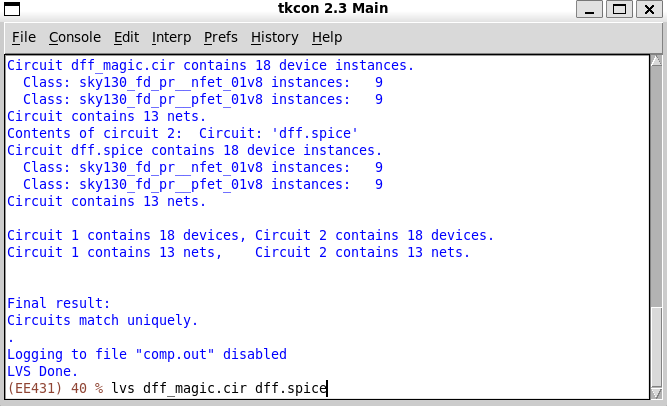 tkcon 2.3 Main
File Console Edit Interp Prefs History Help
Circuit dff_magic.cir contains 18 device instances.
  Class: sky130_fd_pr__nfet_01v8 instances:   9
  Class: sky130_fd_pr__pfet_01v8 instances:   9
Circuit contains 13 nets.
Contents of circuit 2:  Circuit: 'dff.spice'
Circuit dff.spice contains 18 device instances.
  Class: sky130_fd_pr__nfet_01v8 instances:   9
  Class: sky130_fd_pr__pfet_01v8 instances:   9
Circuit contains 13 nets.
Circuit 1 contains 18 devices, Circuit 2 contains 18 devices.
Circuit 1 contains 13 nets,    Circuit 2 contains 13 nets.
Final result:
Circuits match uniquely.
.
Logging to file "comp.out" disabled
LVS Done.
(EE431) 40 % lvs dff_magic.cir dff.spice